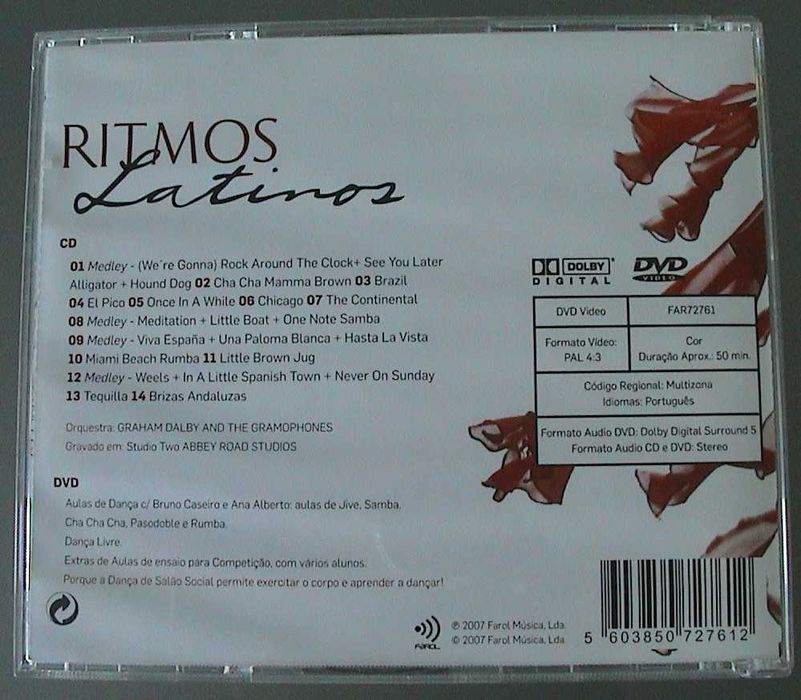 RITMOS
Latinos
CD
01 Medley - (We´re Gonna) Rock Around The Clock+ See You Later
Alligator + Hound Dog 02 Cha Cha Mamma Brown 03 Brazil
04 El Pico 05 Once In A While 06 Chicago 07 The Continental
08 Medley - Meditation + Little Boat + One Note Samba
09 Medley - Viva España + Una Paloma Blanca + Hasta La Vista
10 Miami Beach Rumba 11 Little Brown Jug
12 Medley - Weels + In A Little Spanish Town + Never On Sunday
13 Tequilla 14 Brizas Andaluzas
Orquestra: GRAHAM DALBY AND THE GRAMOPHONES
Gravado em: Studio Two ABBEY ROAD STUDIOS
DVD
Aulas de Dança c/ Bruno Caseiro e Ana Alberto: aulas de Jive, Samba,
Cha Cha Cha, Pasodoble e Rumba.
Dança Livre.
Extras de Aulas de ensaio para Competição, com vários alunos.
Porque a Dança de Salão Social permite exercitar o corpo e aprender a dançar!
DOLBY
DIGITAL
DVD
VIDEO
DVD Video
FAR72761
Formato Vídeo:
PAL 4:3
Cor
Duração Aprox.: 50 min.
Código Regional: Multizona
Idiomas: Português
Formato Audio DVD: Dolby Digital Surround 5
Formato Audio CD e DVD: Stereo
FAROL
℗ 2007 Farol Música, Lda.
© 2007 Farol Música, Lda.
5 603850 727612